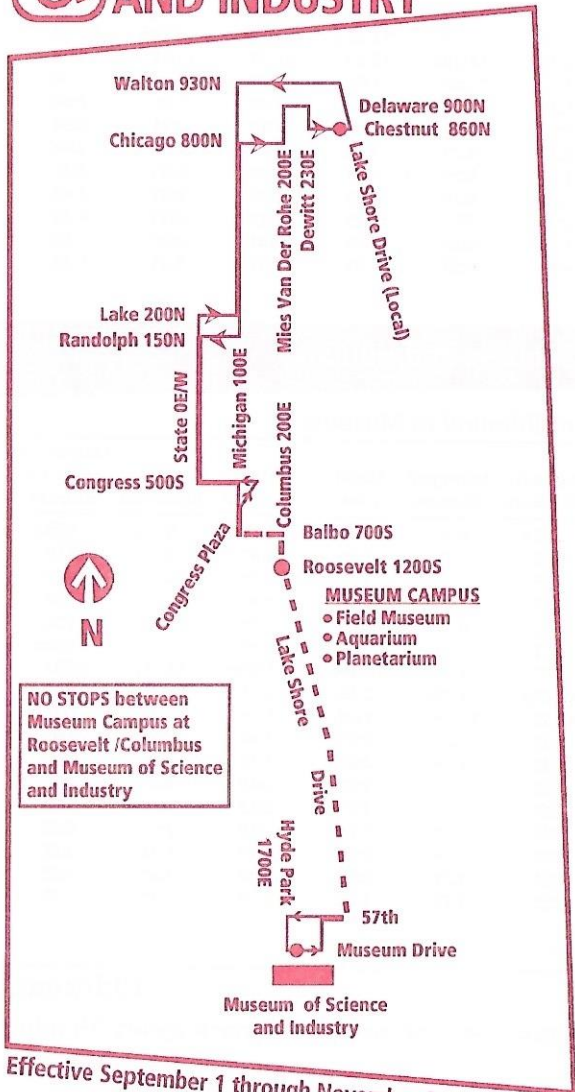 AND INDUSTRY
Walton 930N
Delaware 900N
Chestnut 860N
Chicago 800N
Mies Van Der Rohe 200E
Dewitt 230E
Lake Shore Drive (Local)
Lake 200N
Randolph 150N
State 0E/W
Michigan 100E
Columbus 200E
Congress 500S
Congress Plaza
Balbo 700S
Roosevelt 1200S
MUSEUM CAMPUS
• Field Museum
• Aquarium
• Planetarium
N
Lake Shore Drive
NO STOPS between
Museum Campus at
Roosevelt /Columbus
and Museum of Science
and Industry
Hyde Park
1700E
57th
Museum Drive
Museum of Science
and Industry
Effective September 1 through